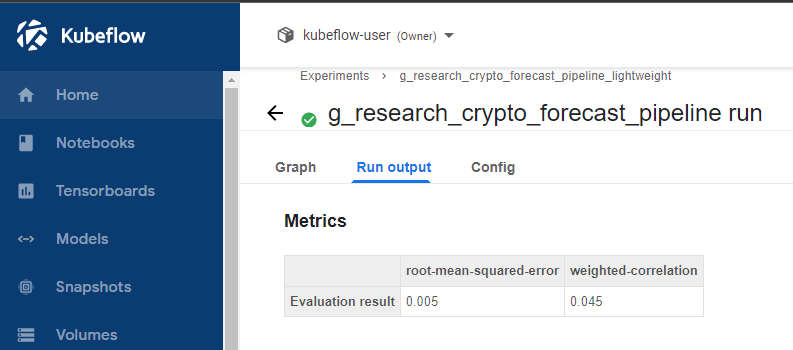 Kubeflow
kubeflow-user (Owner)
Home
Notebooks
Tensorboards
Models
Snapshots
Volumes
Experiments > g_research_crypto_forecast_pipeline_lightweight
g_research_crypto_forecast_pipeline run
Graph Run output Config
Metrics
root-mean-squared-error weighted-correlation
Evaluation result 0.005 0.045